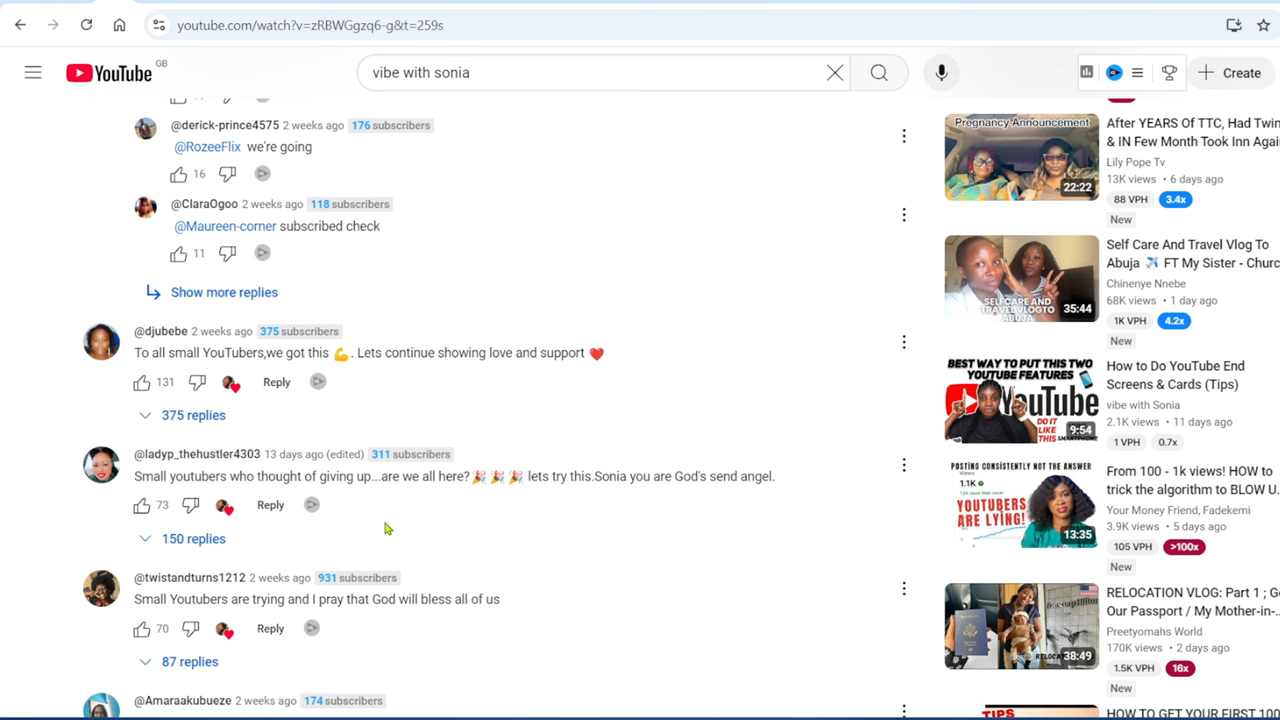 youtube.com/watch?v=zRBWGgzq6-g&t=259s
YouTube GB
vibe with sonia
Create
@derick-prince4575 2 weeks ago 176 subscribers
@RozeeFlix we're going
16
@ClaraOgoo 2 weeks ago 118 subscribers
@Maureen-corner subscribed check
11
Show more replies
@djubebe 2 weeks ago 375 subscribers
To all small YouTubers,we got this 💪. Lets continue showing love and support ❤️
131 Reply
375 replies
@ladyp_thehustler4303 13 days ago (edited) 311 subscribers
Small youtubers who thought of giving up...are we all here?🎉 🎉 🎉 lets try this.Sonia you are God's send angel.
73 Reply
150 replies
@twistandturns1212 2 weeks ago 931 subscribers
Small Youtubers are trying and I pray that God will bless all of us
70 Reply
87 replies
@Amaraakubueze 2 weeks ago 174 subscribers
Pregnancy Announcement
22:22
After YEARS Of TTC, Had Twin
& IN Few Month Took Inn Agai
Lily Pope Tv
13K views • 6 days ago
88 VPH 3.4x
New
SELFCARE AND
TRAVEL VLOG TO
ABUJA
35:44
Self Care And Travel Vlog To
Abuja ✈️ FT My Sister - Churc
Chinenye Nnebe
68K views • 1 day ago
1K VPH 4.2x
New
BEST WAY TO PUT THIS TWO
YOUTUBE FEATURES
YouTube
DO IT
LIKE
THIS SMARTPHONE
9:54
How to Do YouTube End
Screens & Cards (Tips)
vibe with Sonia
2.1K views • 11 days ago
1 VPH 0.7x
POSTING CONSISTENTLY NOT THE ANSWER
Views
1.1K
YOUTUBERS
ARE LYING!
13:35
From 100 - 1k views! HOW to
trick the algorithm to BLOW U..
Your Money Friend, Fadekemi
3.9K views • 5 days ago
105 VPH >100x
New
38:49
RELOCATION VLOG: Part 1 ; G
Our Passport / My Mother-in-..
Preetyomahs World
170K views • 2 days ago
1.5K VPH 16x
New
TIPS
HOW TO GET YOUR FIRST 100